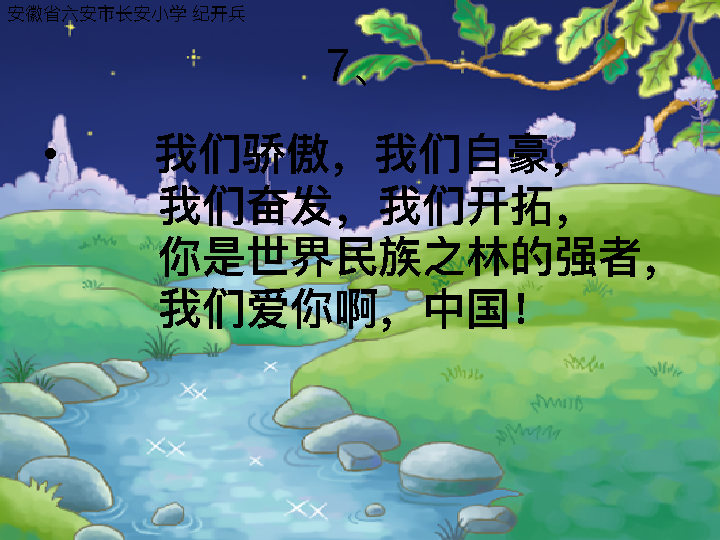 安徽省六安市长安小学 纪开兵
7、
• 我们骄傲，我们自豪，
我们奋发，我们开拓，
你是世界民族之林的强者，
我们爱你啊，中国！